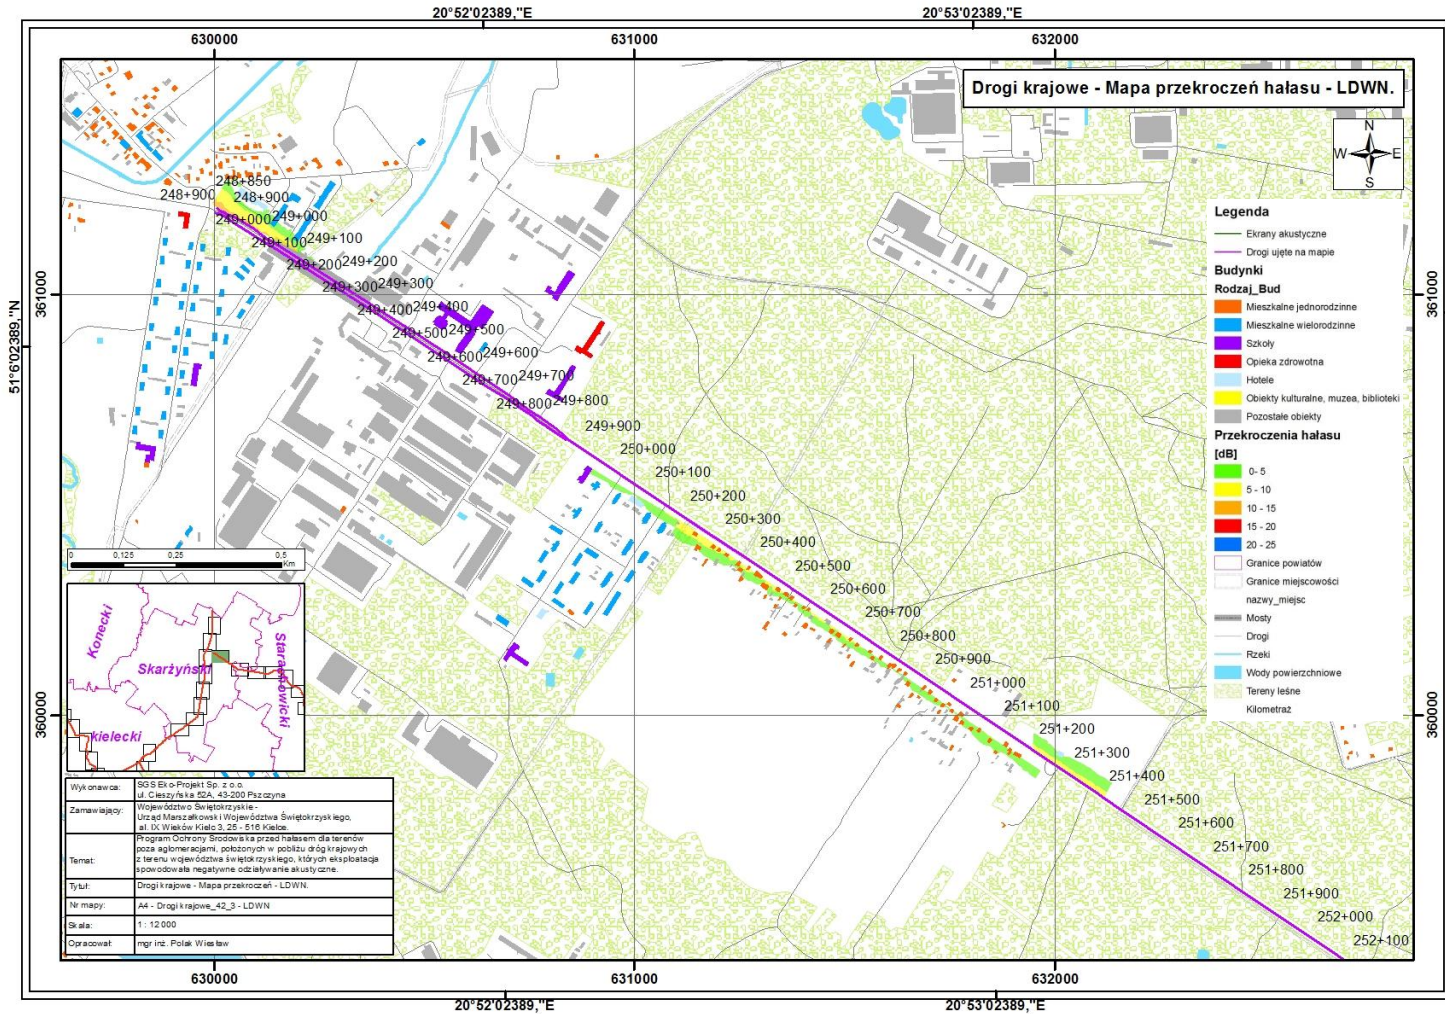 20°52'02389,"E
20°53'02389,"E
630000
631000
632000
Drogi krajowe - Mapa przekroczeń hałasu - LDWN.
N
W
E
S
361000
51°6'02389,"N
361000
360000
360000
248+850
248+900
248+900
249+000
249+000
249+100
249+100
249+200
249+200
249+300
249+300
249+400
249+400
249+500
249+500
249+600
249+600
249+700
249+700
249+800
249+800
249+900
250+000
250+100
250+200
250+300
250+400
250+500
250+600
250+700
250+800
250+900
251+000
251+100
251+200
251+300
251+400
251+500
251+600
251+700
251+800
251+900
252+000
252+100
Legenda
Ekrany akustyczne
Drogi ujęte na mapie
Budynki
Rodzaj_Bud
Mieszkalne jednorodzinne
Mieszkalne wielorodzinne
Szkoły
Opieka zdrowotna
Hotele
Obiekty kulturalne, muzea, biblioteki
Pozostałe obiekty
Przekroczenia hałasu
[dB]
0- 5
5 - 10
10 - 15
15 - 20
20 - 25
Granice powiatów
Granice miejscowości
nazwy_miejsc
Mosty
Drogi
Rzeki
Wody powierzchniowe
Tereny leśne
Kilometraż
0 0,125 0,25 0,5
Km
Konecki
Skarżyński
Starachowicki
kielecki
Wykonawca: SGS Eko-Projekt Sp. z o.o.
ul. Cieszyńska 52A, 43-200 Pszczyna
Zamawiający: Województwo Świętokrzyskie -
Urząd Marszałkowski Województwa Świętokrzyskiego,
al. IX Wieków Kielc 3, 25 - 516 Kielce.
Temat: Program Ochrony Środowiska przed hałasem dla terenów
poza aglomeracjami, położonych w pobliżu dróg krajowych
z terenu województwa świętokrzyskiego, których eksploatacja
spowodowała negatywne odziaływanie akustyczne.
Tytuł: Drogi krajowe - Mapa przekroczeń - LDWN.
Nr mapy: A4 - Drogi krajowe_42_3 - LDWN
Skala: 1 : 12 000
Opracował: mgr inż. Polak Wiesław
630000
631000
632000
20°52'02389,"E
20°53'02389,"E